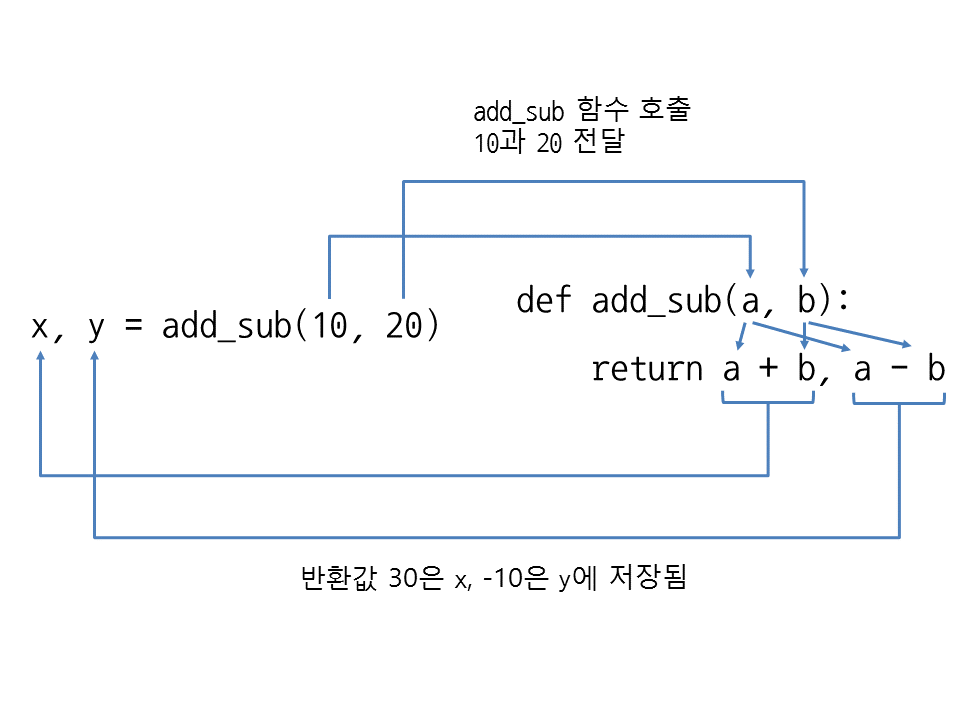 add_sub 함수 호출
10과 20 전달
x, y = add_sub(10, 20)
def add_sub(a, b):
return a + b, a - b
반환값 30은 x, -10은 y에 저장됨